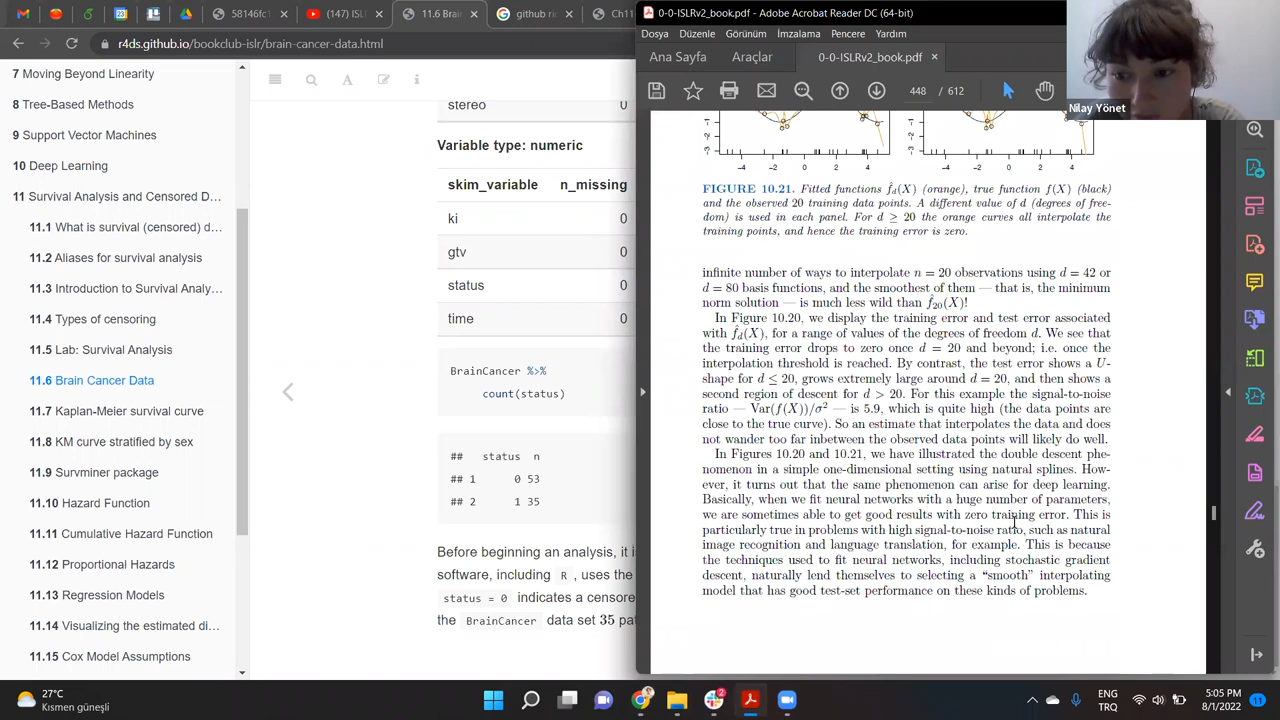 58146fc1
(147) ISL
11.6 Brain
github ric
Ch11
r4ds.github.io/bookclub-islr/brain-cancer-data.html
7 Moving Beyond Linearity
8 Tree-Based Methods
9 Support Vector Machines
10 Deep Learning
11 Survival Analysis and Censored D…
11.1 What is survival (censored) d…
11.2 Aliases for survival analysis
11.3 Introduction to Survival Analy…
11.4 Types of censoring
11.5 Lab: Survival Analysis
11.6 Brain Cancer Data
11.7 Kaplan-Meier survival curve
11.8 KM curve stratified by sex
11.9 Survminer package
11.10 Hazard Function
11.11 Cumulative Hazard Function
11.12 Proportional Hazards
11.13 Regression Models
11.14 Visualizing the estimated di…
11.15 Cox Model Assumptions
stereo 0
Variable type: numeric
skim_variable n_missing
ki 0
gtv 0
status 0
time 0
BrainCancer %>%
count(status)
## status n
## 1 0 53
## 2 1 35
Before beginning an analysis, it i
software, including R , uses the
status = 0 indicates a censore
the BrainCancer data set 35 pat
0-0-ISLRv2_book.pdf - Adobe Acrobat Reader DC (64-bit)
Dosya Düzenle Görünüm İmzalama Pencere Yardım
Ana Sayfa Araçlar 0-0-ISLRv2_book.pdf
448 / 612
Nilay Yönet
-2 -2
-3 -3
-4 -2 0 2 4 -4 -2 0 2 4
FIGURE 10.21. Fitted functions f̂d(X) (orange), true function f(X) (black)
and the observed 20 training data points. A different value of d (degrees of free-
dom) is used in each panel. For d ≥ 20 the orange curves all interpolate the
training points, and hence the training error is zero.
infinite number of ways to interpolate n = 20 observations using d = 42 or
d = 80 basis functions, and the smoothest of them — that is, the minimum
norm solution — is much less wild than f̂20(X)!
In Figure 10.20, we display the training error and test error associated
with f̂d(X), for a range of values of the degrees of freedom d. We see that
the training error drops to zero once d = 20 and beyond; i.e. once the
interpolation threshold is reached. By contrast, the test error shows a U-
shape for d ≤ 20, grows extremely large around d = 20, and then shows a
second region of descent for d > 20. For this example the signal-to-noise
ratio — Var(f(X))/σ² — is 5.9, which is quite high (the data points are
close to the true curve). So an estimate that interpolates the data and does
not wander too far inbetween the observed data points will likely do well.
In Figures 10.20 and 10.21, we have illustrated the double descent phe-
nomenon in a simple one-dimensional setting using natural splines. How-
ever, it turns out that the same phenomenon can arise for deep learning.
Basically, when we fit neural networks with a huge number of parameters,
we are sometimes able to get good results with zero training error. This is
particularly true in problems with high signal-to-noise ratio, such as natural
image recognition and language translation, for example. This is because
the techniques used to fit neural networks, including stochastic gradient
descent, naturally lend themselves to selecting a “smooth” interpolating
model that has good test-set performance on these kinds of problems.
27°C
Kısmen güneşli
2
ENG
TRQ
5:05 PM
8/1/2022
11